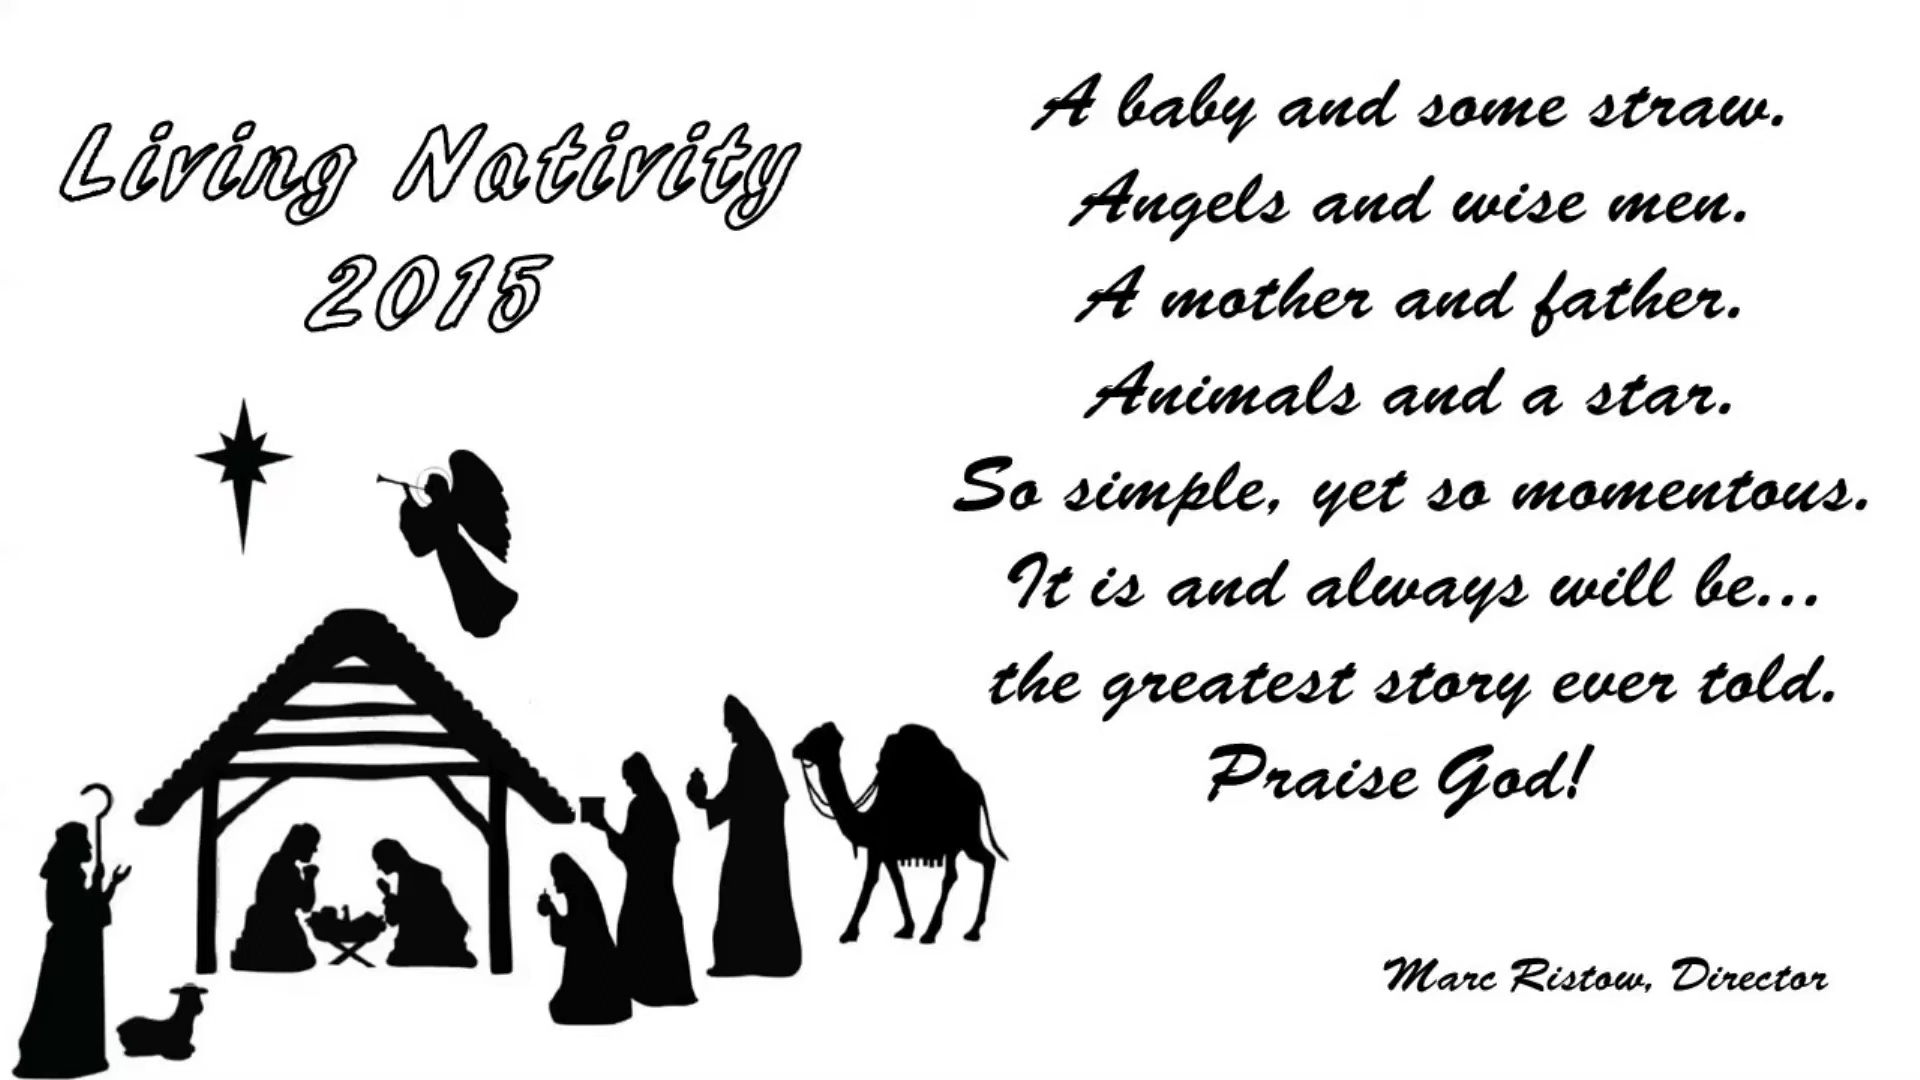 Living Nativity
2015
A baby and some straw.
Angels and wise men.
A mother and father.
Animals and a star.
So simple, yet so momentous.
It is and always will be...
the greatest story ever told.
Praise God!
Marc Ristow, Director